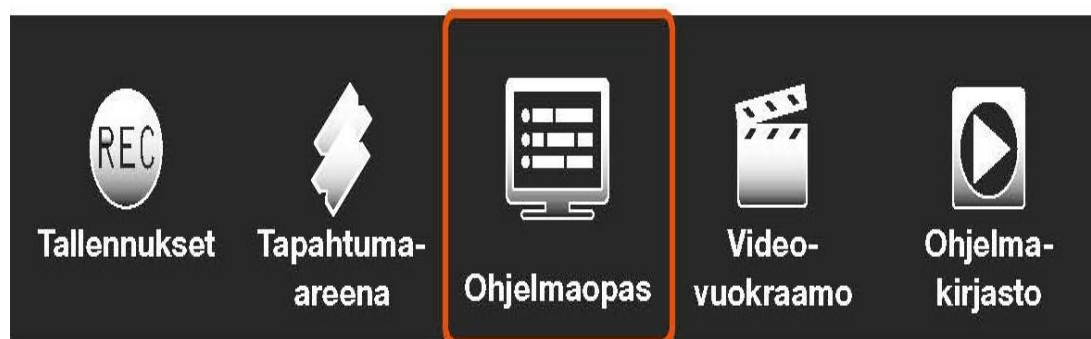 REC
Tallennukset
Tapahtuma-
areena
Ohjelmaopas
Video-
vuokraamo
Ohjelma-
kirjasto